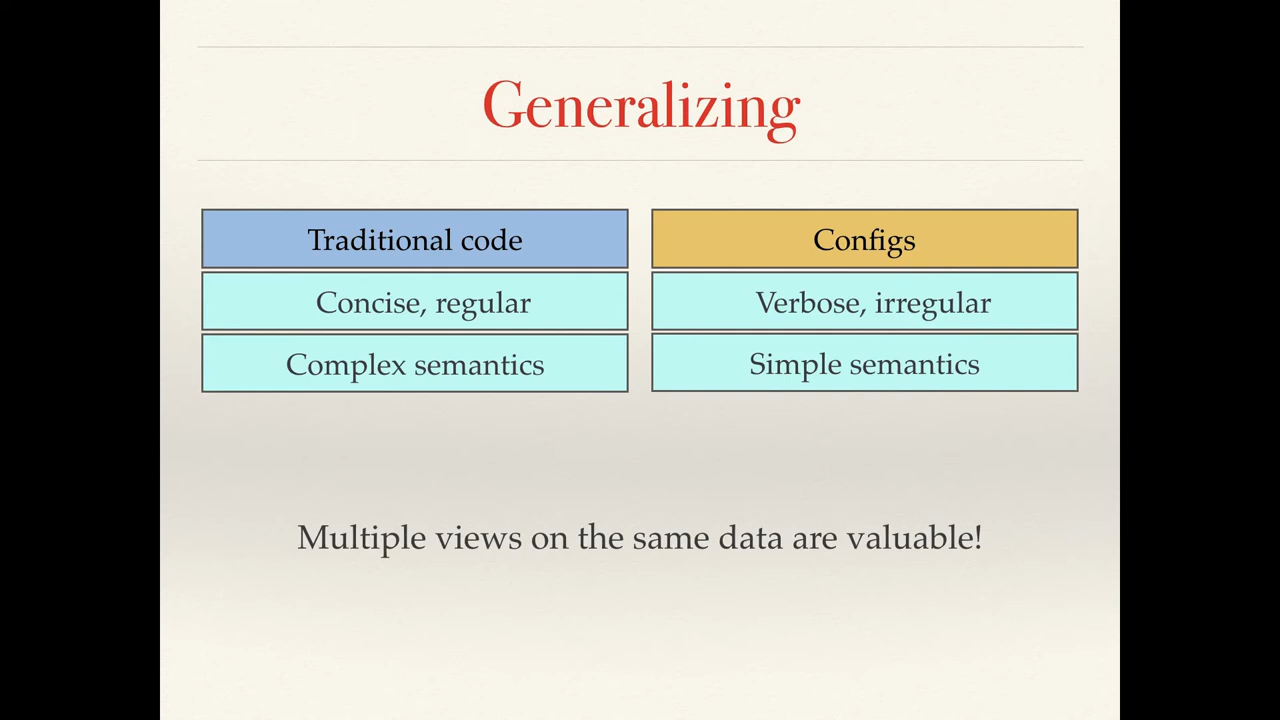 Generalizing
Traditional code
Configs
Concise, regular
Verbose, irregular
Complex semantics
Simple semantics
Multiple views on the same data are valuable!